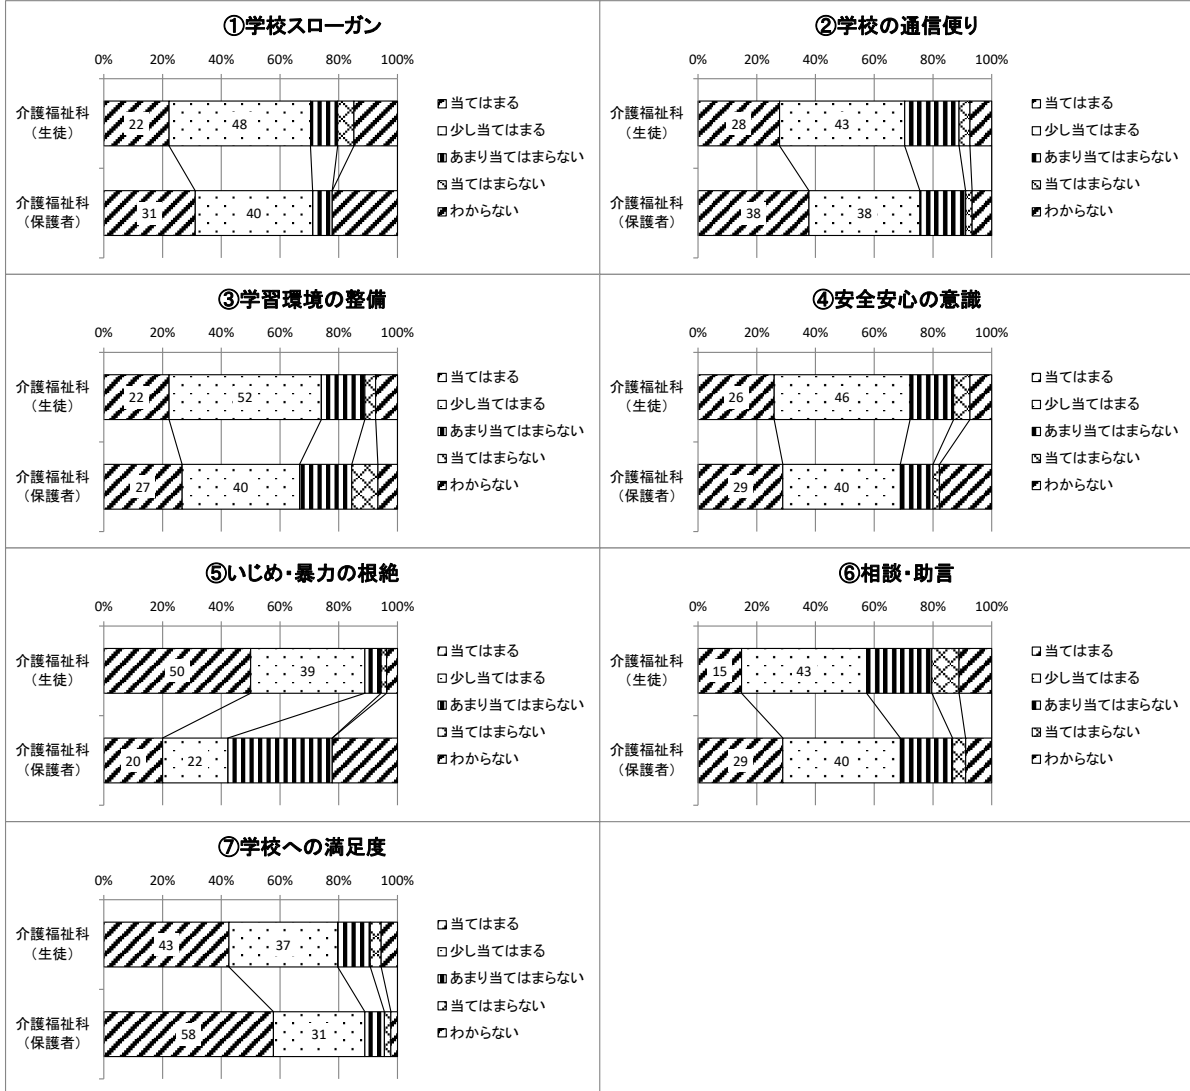 ①学校スローガン
0% 20% 40% 60% 80% 100%
介護福祉科
（生徒）
22 48
介護福祉科
（保護者）
31 40
当てはまる
少し当てはまる
あまり当てはまらない
当てはまらない
わからない
②学校の通信便り
0% 20% 40% 60% 80% 100%
介護福祉科
（生徒）
28 43
介護福祉科
（保護者）
38 38
当てはまる
少し当てはまる
あまり当てはまらない
当てはまらない
わからない
③学習環境の整備
0% 20% 40% 60% 80% 100%
介護福祉科
（生徒）
22 52
介護福祉科
（保護者）
27 40
当てはまる
少し当てはまる
あまり当てはまらない
当てはまらない
わからない
④安全安心の意識
0% 20% 40% 60% 80% 100%
介護福祉科
（生徒）
26 46
介護福祉科
（保護者）
29 40
当てはまる
少し当てはまる
あまり当てはまらない
当てはまらない
わからない
⑤いじめ・暴力の根絶
0% 20% 40% 60% 80% 100%
介護福祉科
（生徒）
50 39
介護福祉科
（保護者）
20 22
当てはまる
少し当てはまる
あまり当てはまらない
当てはまらない
わからない
⑥相談・助言
0% 20% 40% 60% 80% 100%
介護福祉科
（生徒）
15 43
介護福祉科
（保護者）
29 40
当てはまる
少し当てはまる
あまり当てはまらない
当てはまらない
わからない
⑦学校への満足度
0% 20% 40% 60% 80% 100%
介護福祉科
（生徒）
43 37
介護福祉科
（保護者）
58 31
当てはまる
少し当てはまる
あまり当てはまらない
当てはまらない
わからない